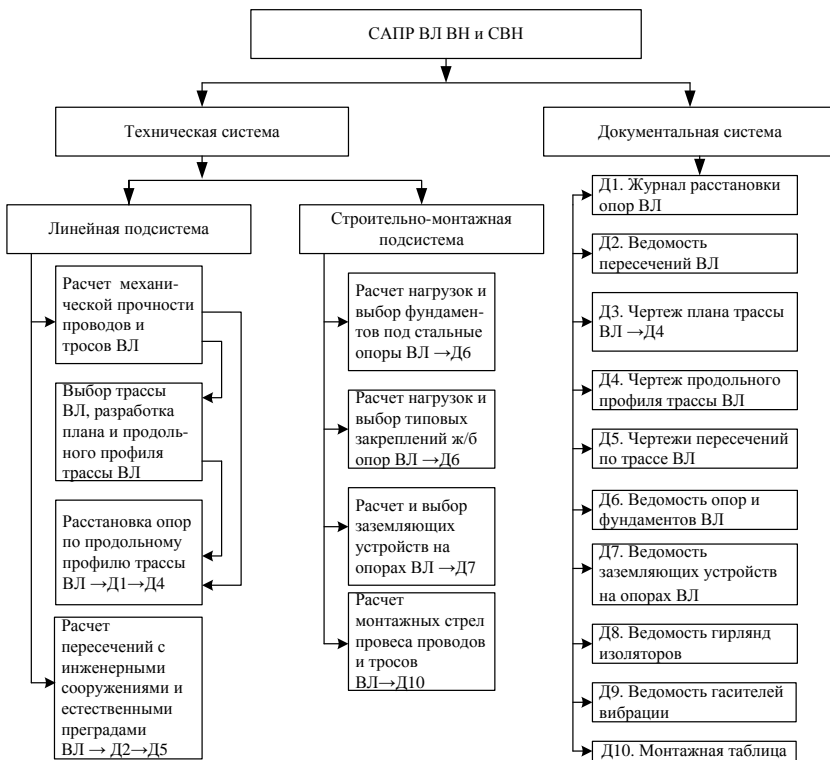 САПР ВЛ ВН и СВН
Техническая система
Документальная система
Линейная подсистема
Строительно-монтажная
подсистема
Расчет механи-
ческой прочности
проводов и
тросов ВЛ
Выбор трассы
ВЛ, разработка
плана и продоль-
ного профиля
трассы ВЛ
Расстановка опор
по продольному
профилю трассы
ВЛ →Д1→Д4
Расчет
пересечений с
инженерными
сооружениями и
естественными
преградами
ВЛ → Д2→Д5
Расчет нагрузок и
выбор фундамен-
тов под стальные
опоры ВЛ →Д6
Расчет нагрузок и
выбор типовых
закреплений ж/б
опор ВЛ →Д6
Расчет и выбор
заземляющих
устройств на
опорах ВЛ →Д7
Расчет
монтажных стрел
провеса проводов
и тросов
ВЛ→Д10
Д1. Журнал расстановки
опор ВЛ
Д2. Ведомость
пересечений ВЛ
Д3. Чертеж плана трассы
ВЛ →Д4
Д4. Чертеж продольного
профиля трассы ВЛ
Д5. Чертежи пересечений
по трассе ВЛ
Д6. Ведомость опор и
фундаментов ВЛ
Д7. Ведомость
заземляющих устройств
на опорах ВЛ
Д8. Ведомость гирлянд
изоляторов
Д9. Ведомость гасителей
вибрации
Д10. Монтажная таблица